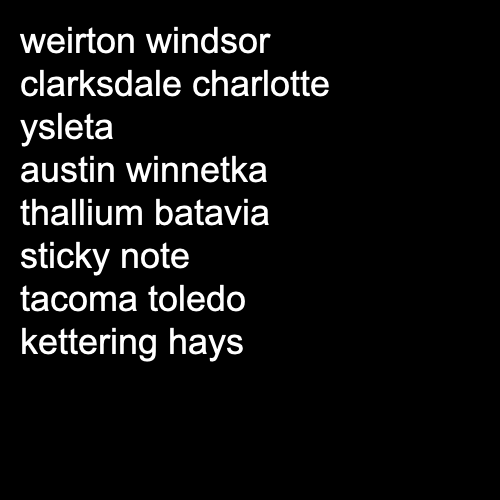 weirton windsor
clarksdale charlotte
ysleta
austin winnetka
thallium batavia
sticky note
tacoma toledo
kettering hays